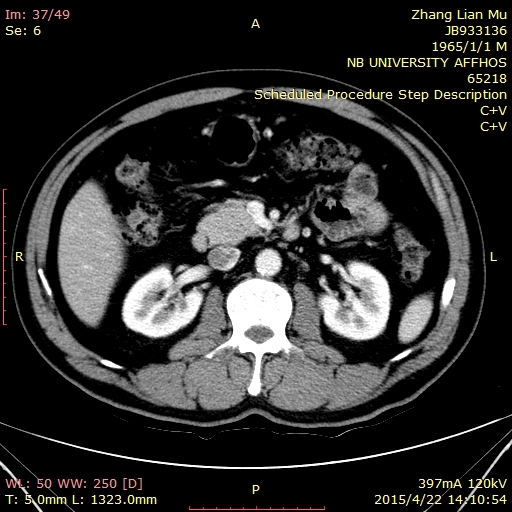 Im: 37/49
Se: 6
A
Zhang Lian Mu
JB933136
1965/1/1 M
NB UNIVERSITY AFFHOS
65218
Scheduled Procedure Step Description
C+V
C+V
R
L
WL: 50 WW: 250 [D]
T: 5.0mm L: 1323.0mm
P
397mA 120kV
2015/4/22 14:10:54